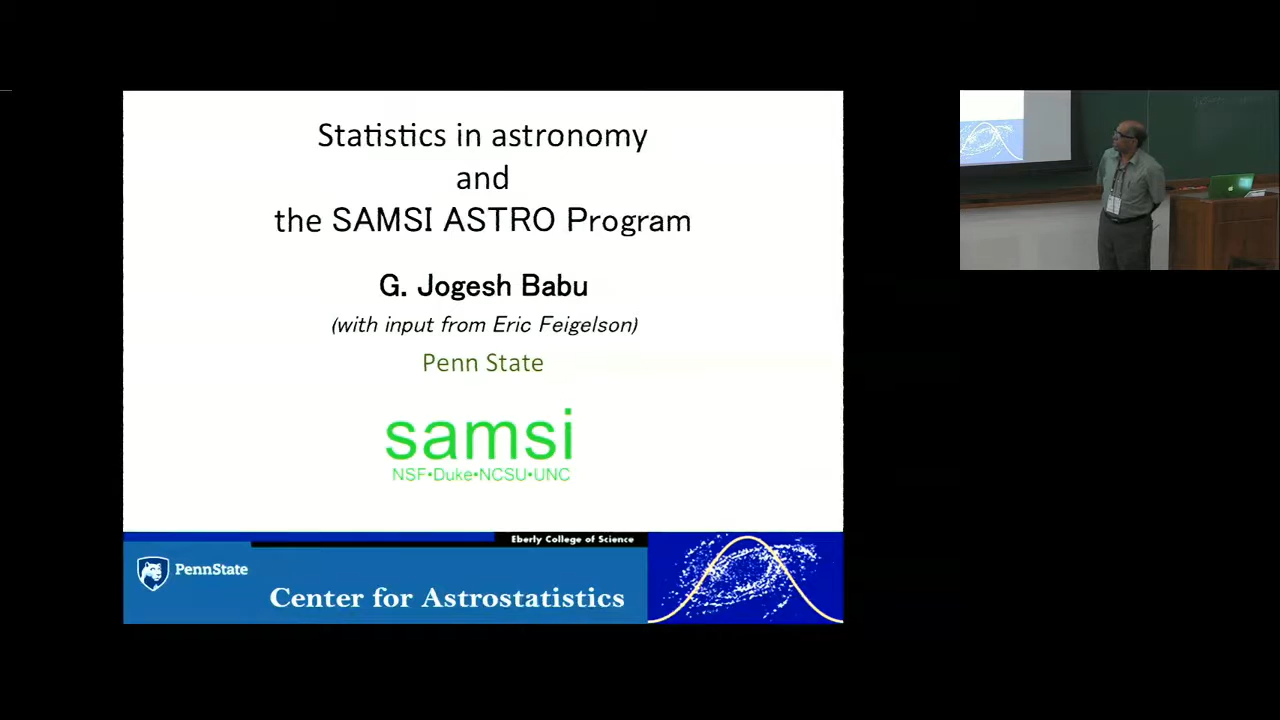 Statistics in astronomy
and
the SAMSI ASTRO Program
G. Jogesh Babu
(with input from Eric Feigelson)
Penn State
samsi
NSF•Duke•NCSU•UNC
Eberly College of Science
PennState
Center for Astrostatistics